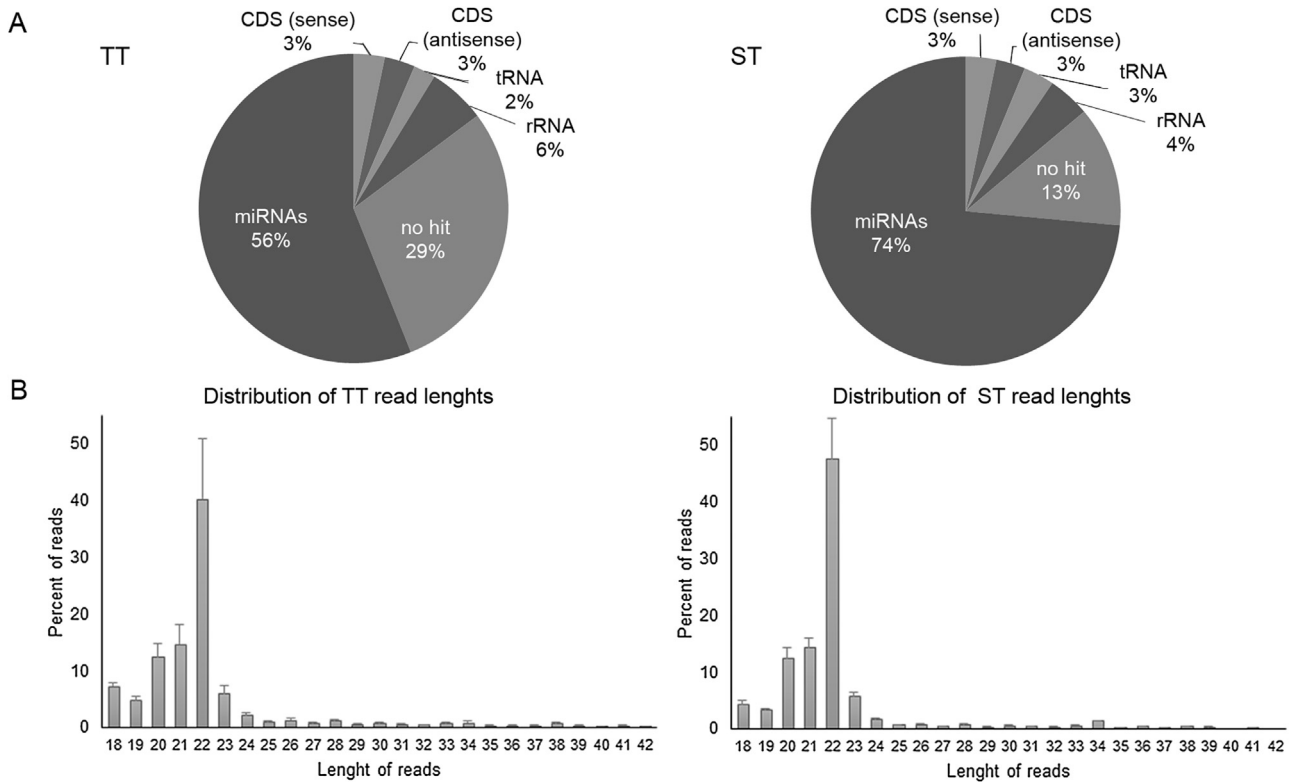 A
TT
CDS (sense)
3%
CDS
(antisense)
3%
tRNA
2%
rRNA
6%
no hit
29%
miRNAs
56%
ST
CDS (sense)
3%
CDS
(antisense)
3%
tRNA
3%
rRNA
4%
no hit
13%
miRNAs
74%
B
Distribution of TT read lenghts
Percent of reads
50
40
30
20
10
0
18 19 20 21 22 23 24 25 26 27 28 29 30 31 32 33 34 35 36 37 38 39 40 41 42
Lenght of reads
Distribution of ST read lenghts
Percent of reads
50
40
30
20
10
0
18 19 20 21 22 23 24 25 26 27 28 29 30 31 32 33 34 35 36 37 38 39 40 41 42
Lenght of reads